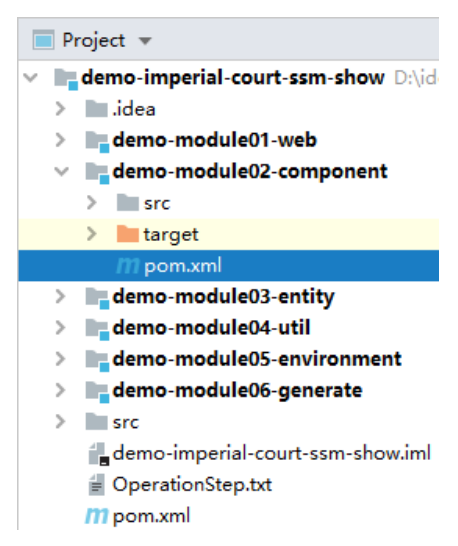 Project
demo-imperial-court-ssm-show D:\id
.idea
demo-module01-web
demo-module02-component
src
target
m pom.xml
demo-module03-entity
demo-module04-util
demo-module05-environment
demo-module06-generate
src
demo-imperial-court-ssm-show.iml
OperationStep.txt
m pom.xml